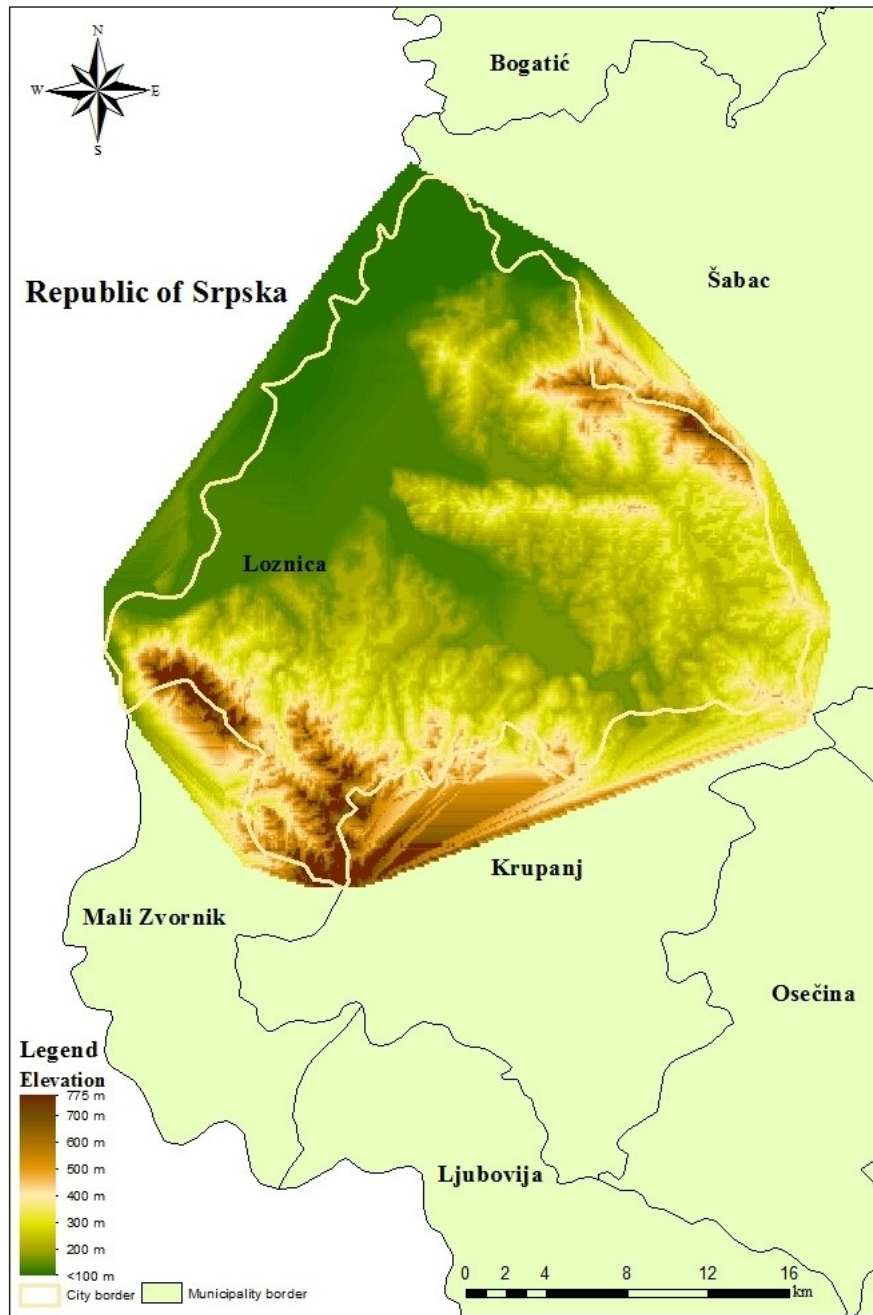 N
W E
S
Bogatić
Republic of Srpska
Šabac
Loznica
Krupanj
Mali Zvornik
Osečina
Ljubovija
Legend
Elevation
775 m
700 m
600 m
500 m
400 m
300 m
200 m
<100 m
City border Municipality border
0 2 4 8 12 16
km